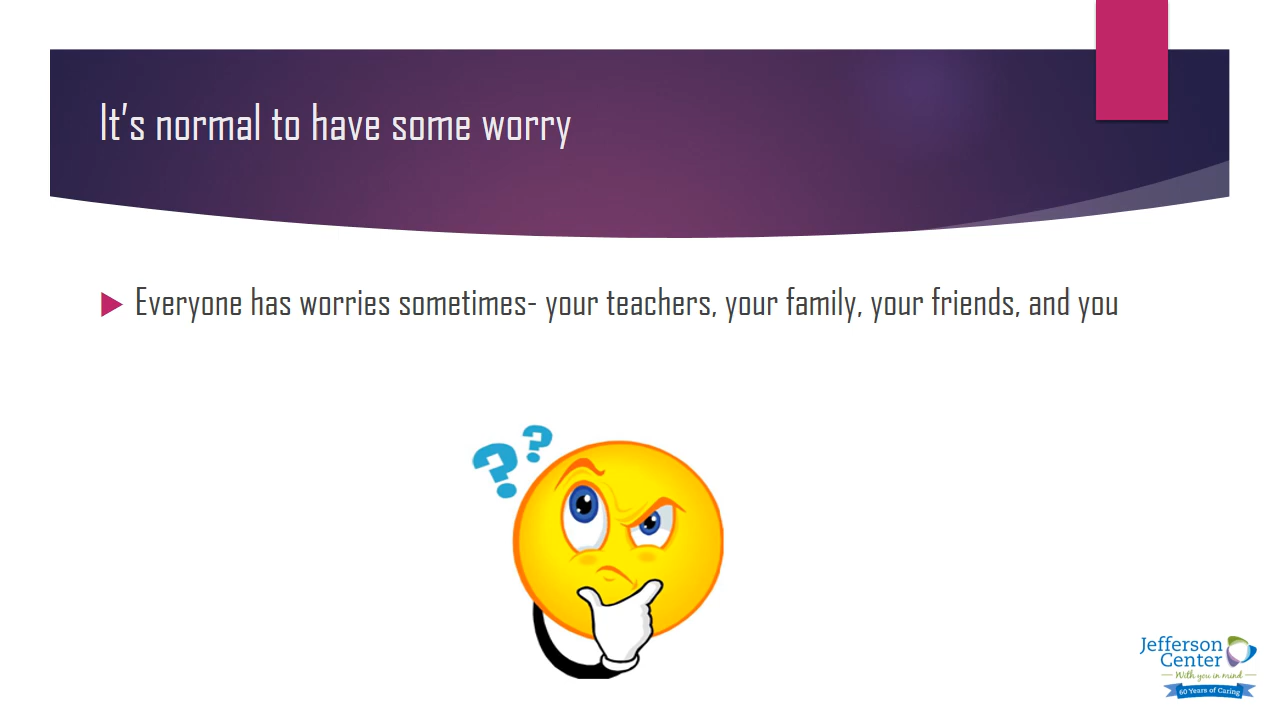 It's normal to have some worry
Everyone has worries sometimes- your teachers, your family, your friends, and you
? ?
Jefferson
Center
With you in mind
60 Years of Caring